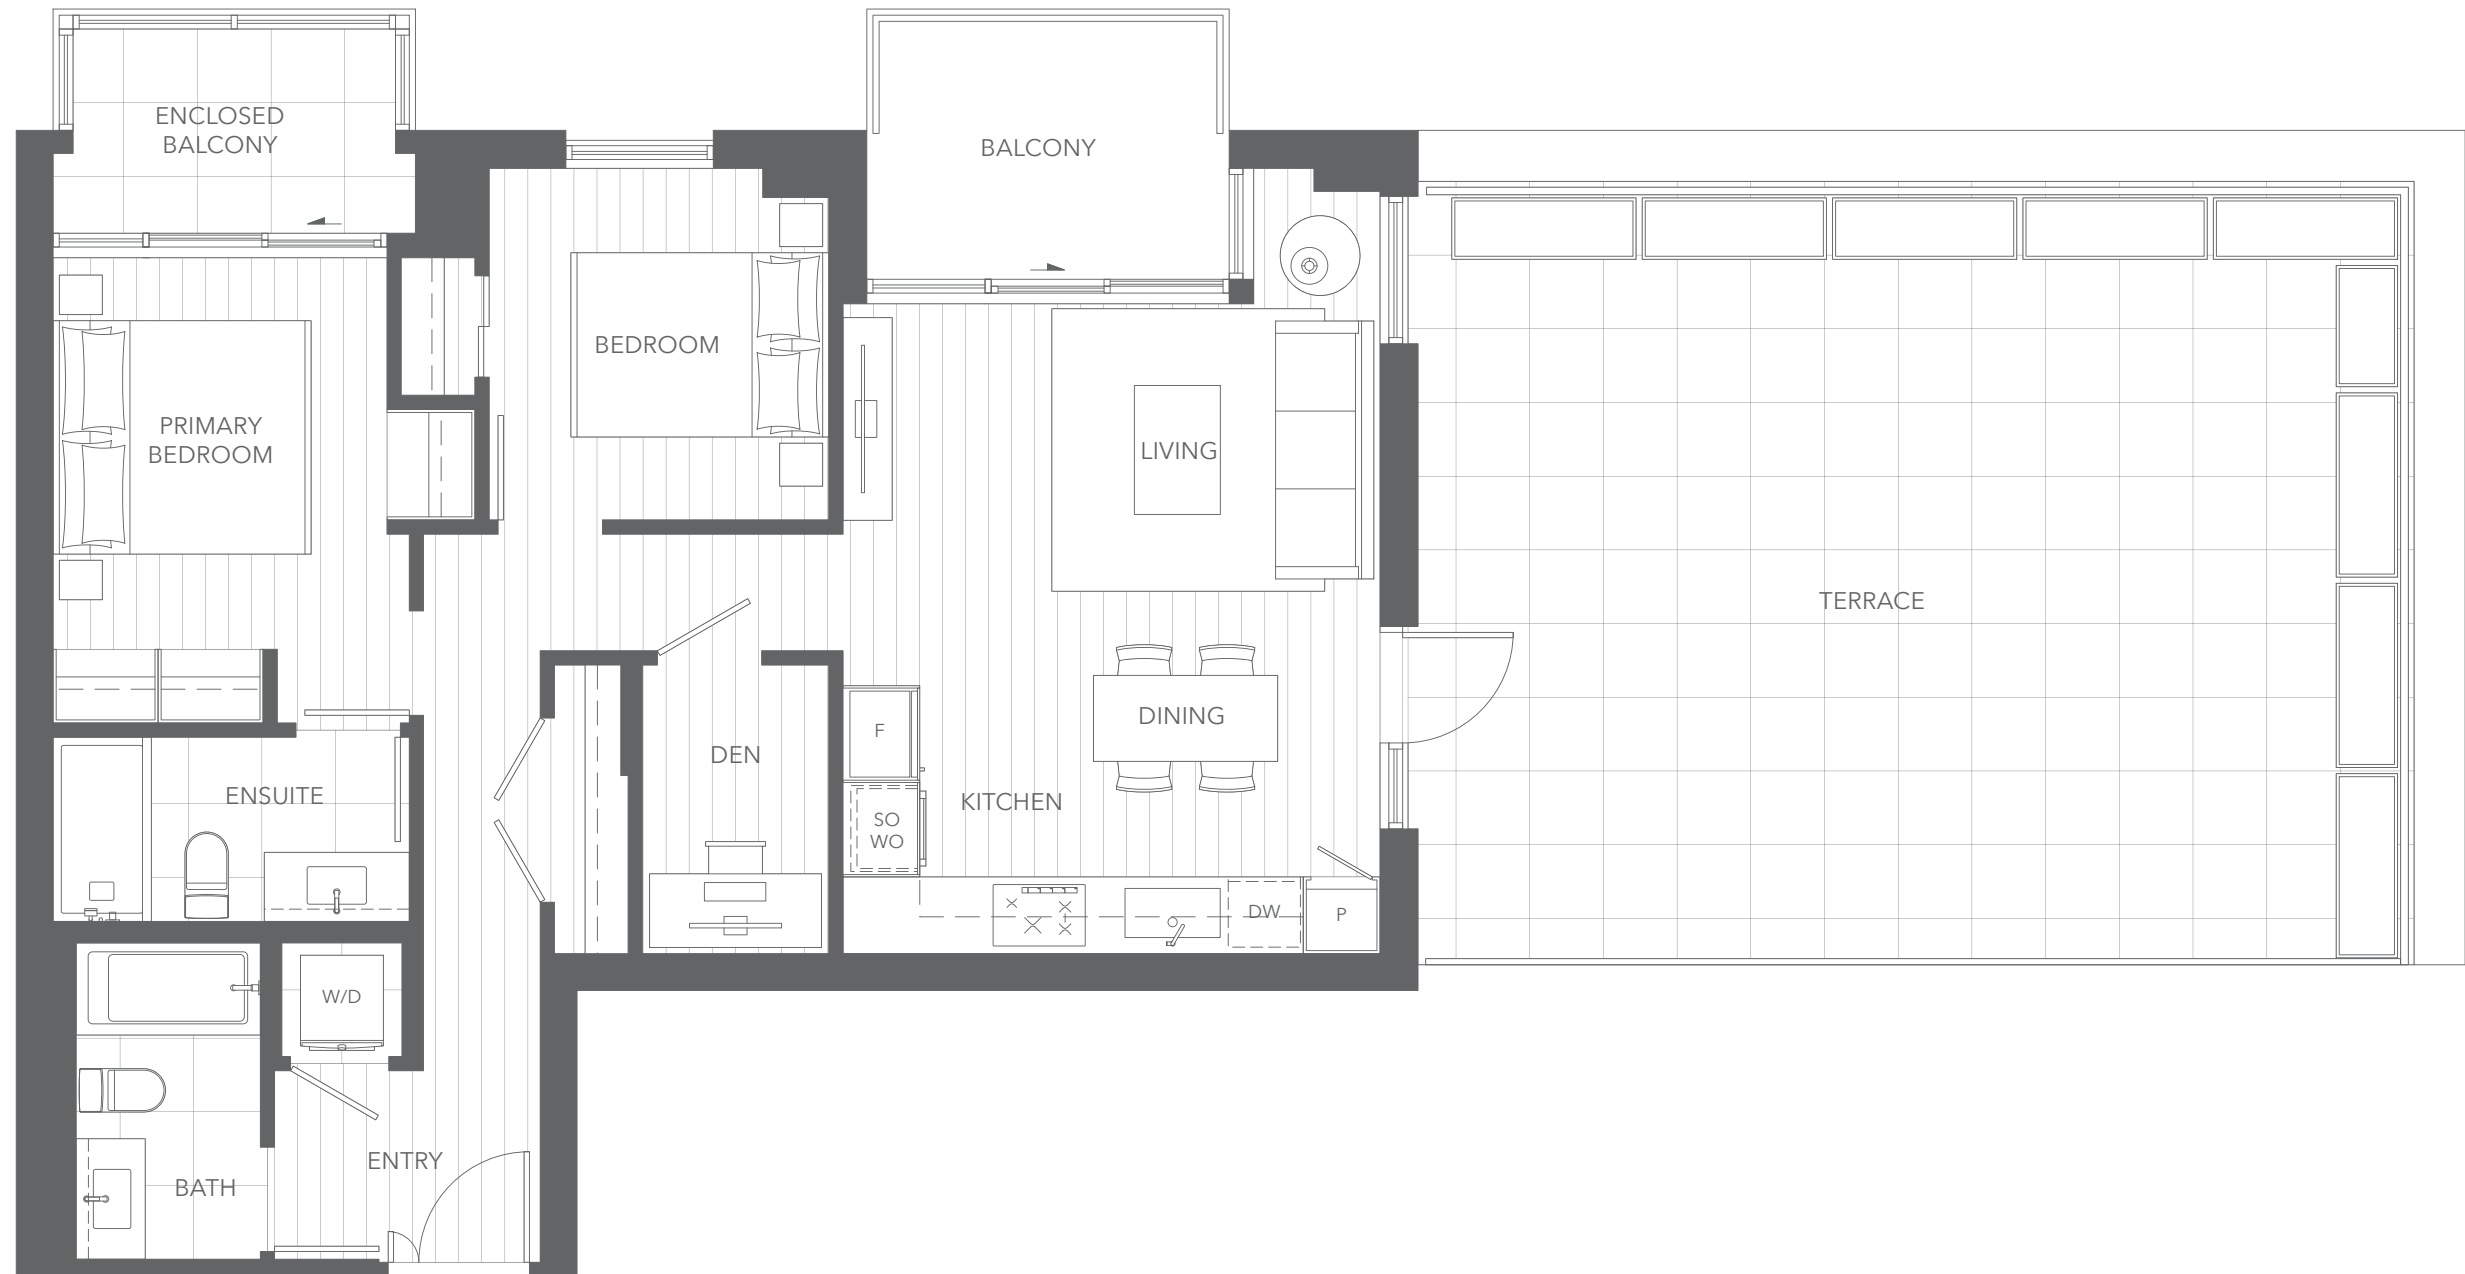 ENCLOSED
BALCONY
BALCONY
BEDROOM
PRIMARY
BEDROOM
LIVING
TERRACE
DINING
F
DEN
ENSUITE
KITCHEN
SO
WO
DW
P
W/D
ENTRY
BATH